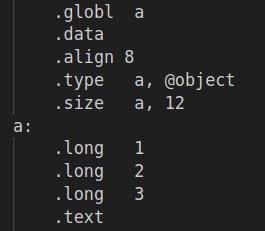 .globl a
.data
.align 8
.type a, @object
.size a, 12
a:
.long 1
.long 2
.long 3
.text